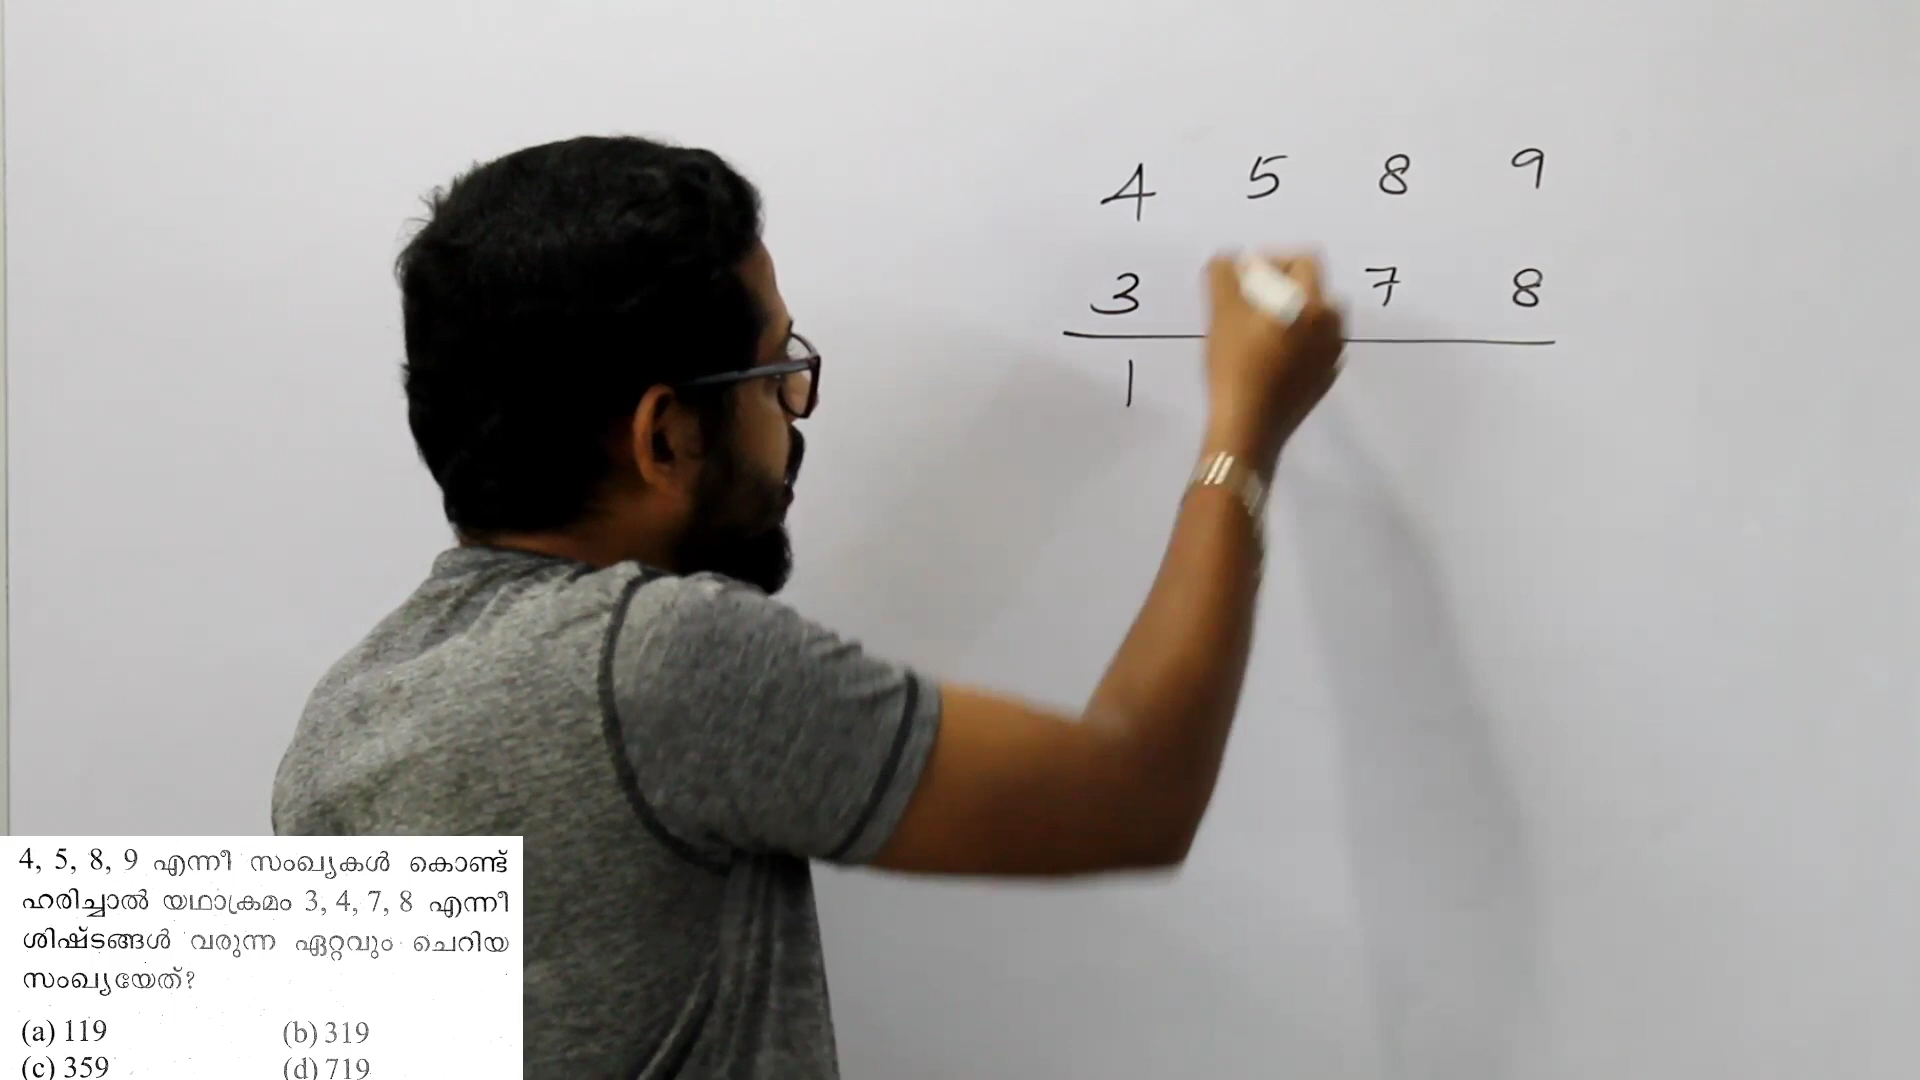 4 5 8 9
3 7 8
1
4, 5, 8, 9 എന്നീ സംഖ്യകൾ കൊണ്ട്
ഹരിച്ചാൽ യഥാക്രമം 3, 4, 7, 8 എന്നീ
ശിഷ്ടങ്ങൾ വരുന്ന ഏറ്റവും ചെറിയ
സംഖ്യയേത്?
(a) 119 (b) 319
(c) 359 (d) 719